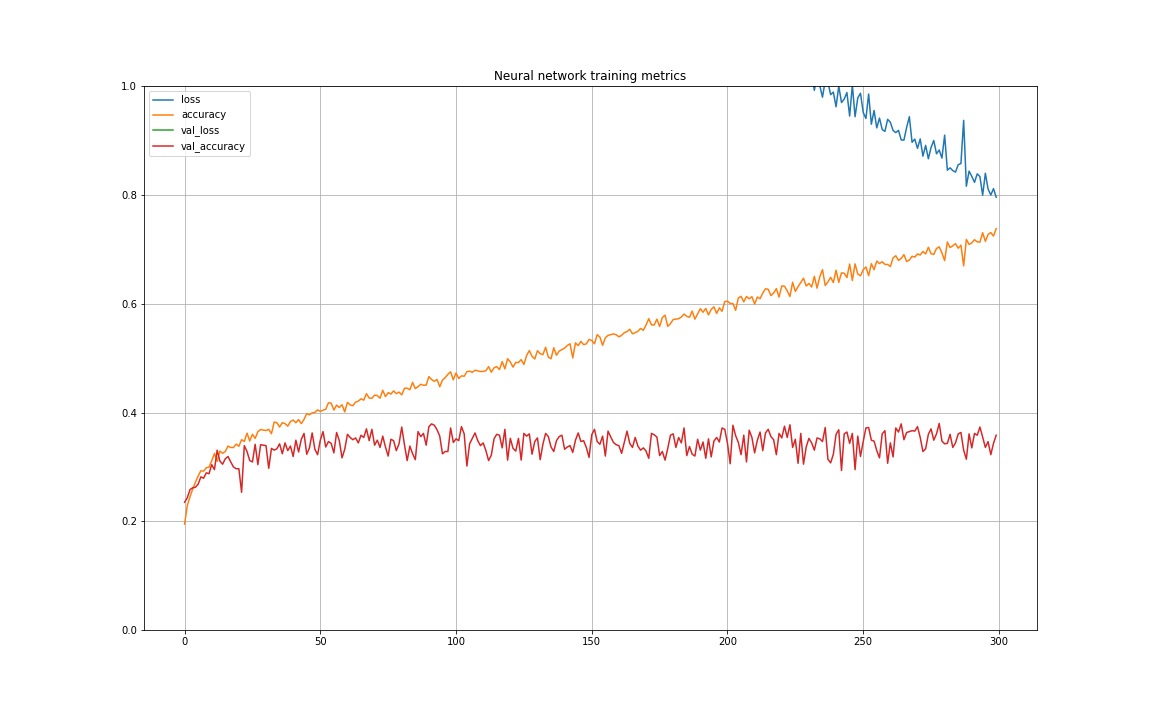 Neural network training metrics
1.0
loss
accuracy
val_loss
val_accuracy
0.8
0.6
0.4
0.2
0.0
0 50 100 150 200 250 300